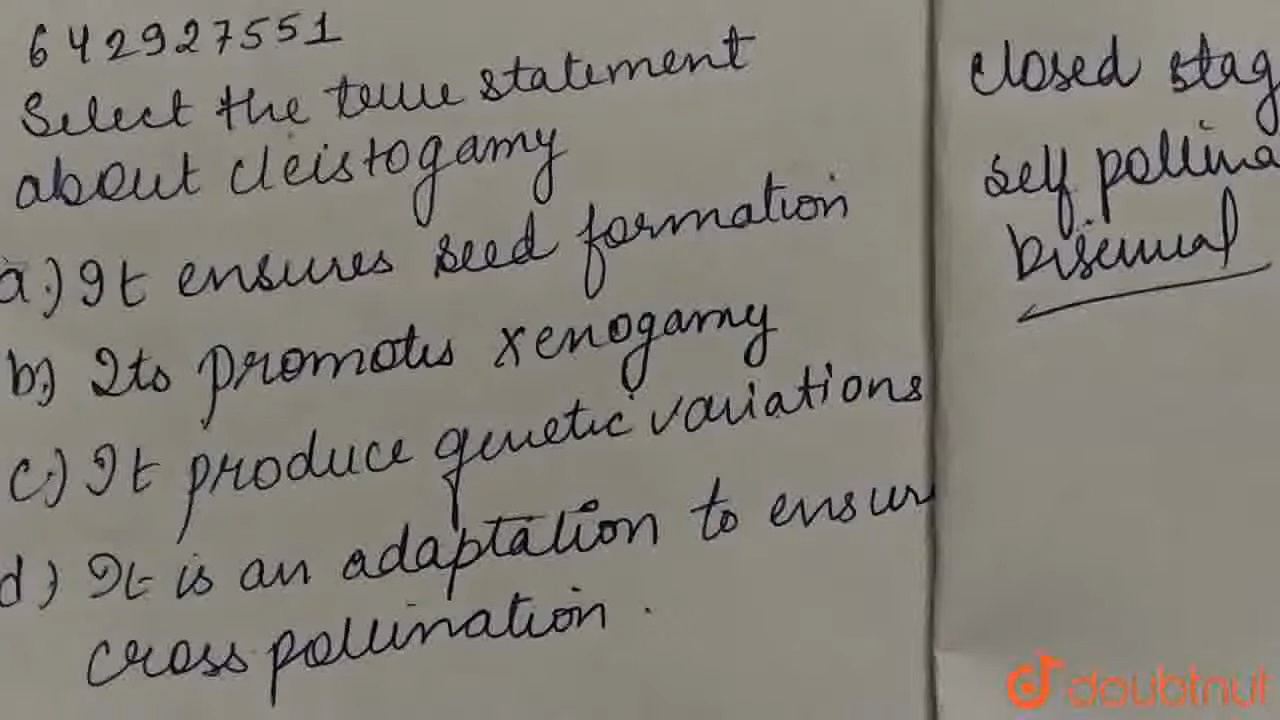 642927551
Select the true statement
about cleistogamy
a.) It ensures seed formation
b.) Its promotes xenogamy
c.) It produce genetic variations
d.) It is an adaptation to ensur
cross pollination.
closed stag
self pollina
bisexual
doubtnut